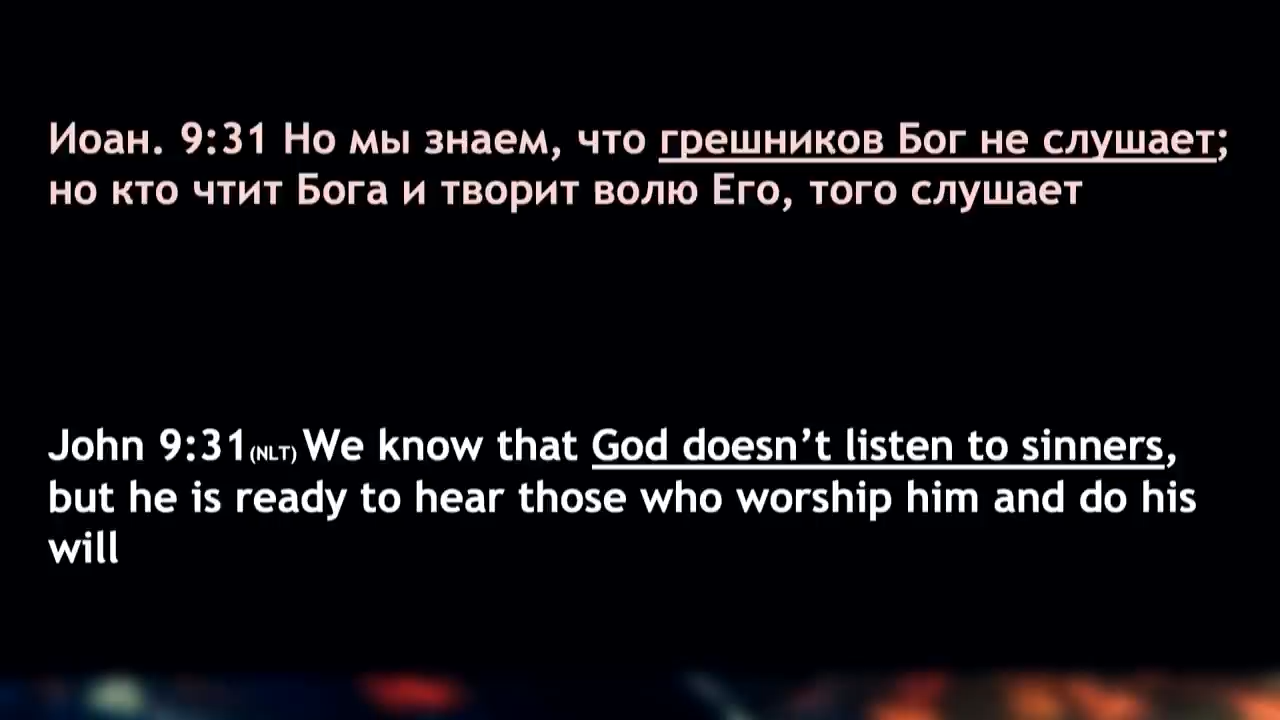 Иоан. 9:31 Но мы знаем, что грешников Бог не слушает;
но кто чтит Бога и творит волю Его, того слушает
John 9:31(NLT) We know that God doesn’t listen to sinners,
but he is ready to hear those who worship him and do his
will